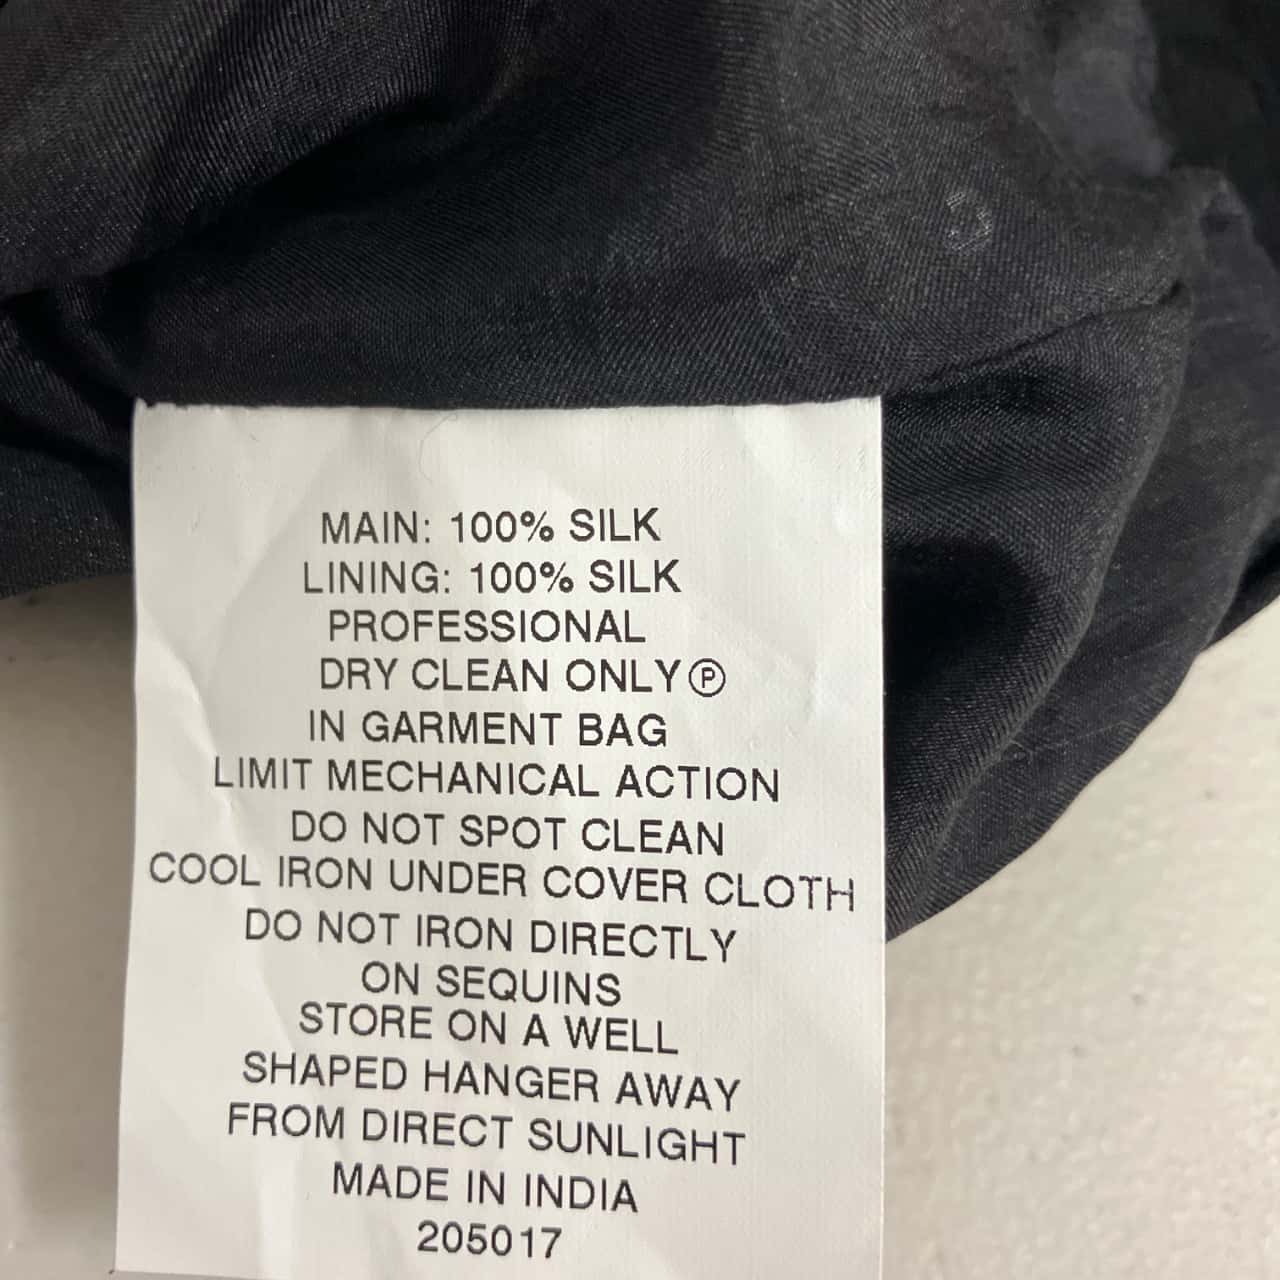 MAIN: 100% SILK
LINING: 100% SILK
PROFESSIONAL
DRY CLEAN ONLY Ⓟ
IN GARMENT BAG
LIMIT MECHANICAL ACTION
DO NOT SPOT CLEAN
COOL IRON UNDER COVER CLOTH
DO NOT IRON DIRECTLY
ON SEQUINS
STORE ON A WELL
SHAPED HANGER AWAY
FROM DIRECT SUNLIGHT
MADE IN INDIA
205017